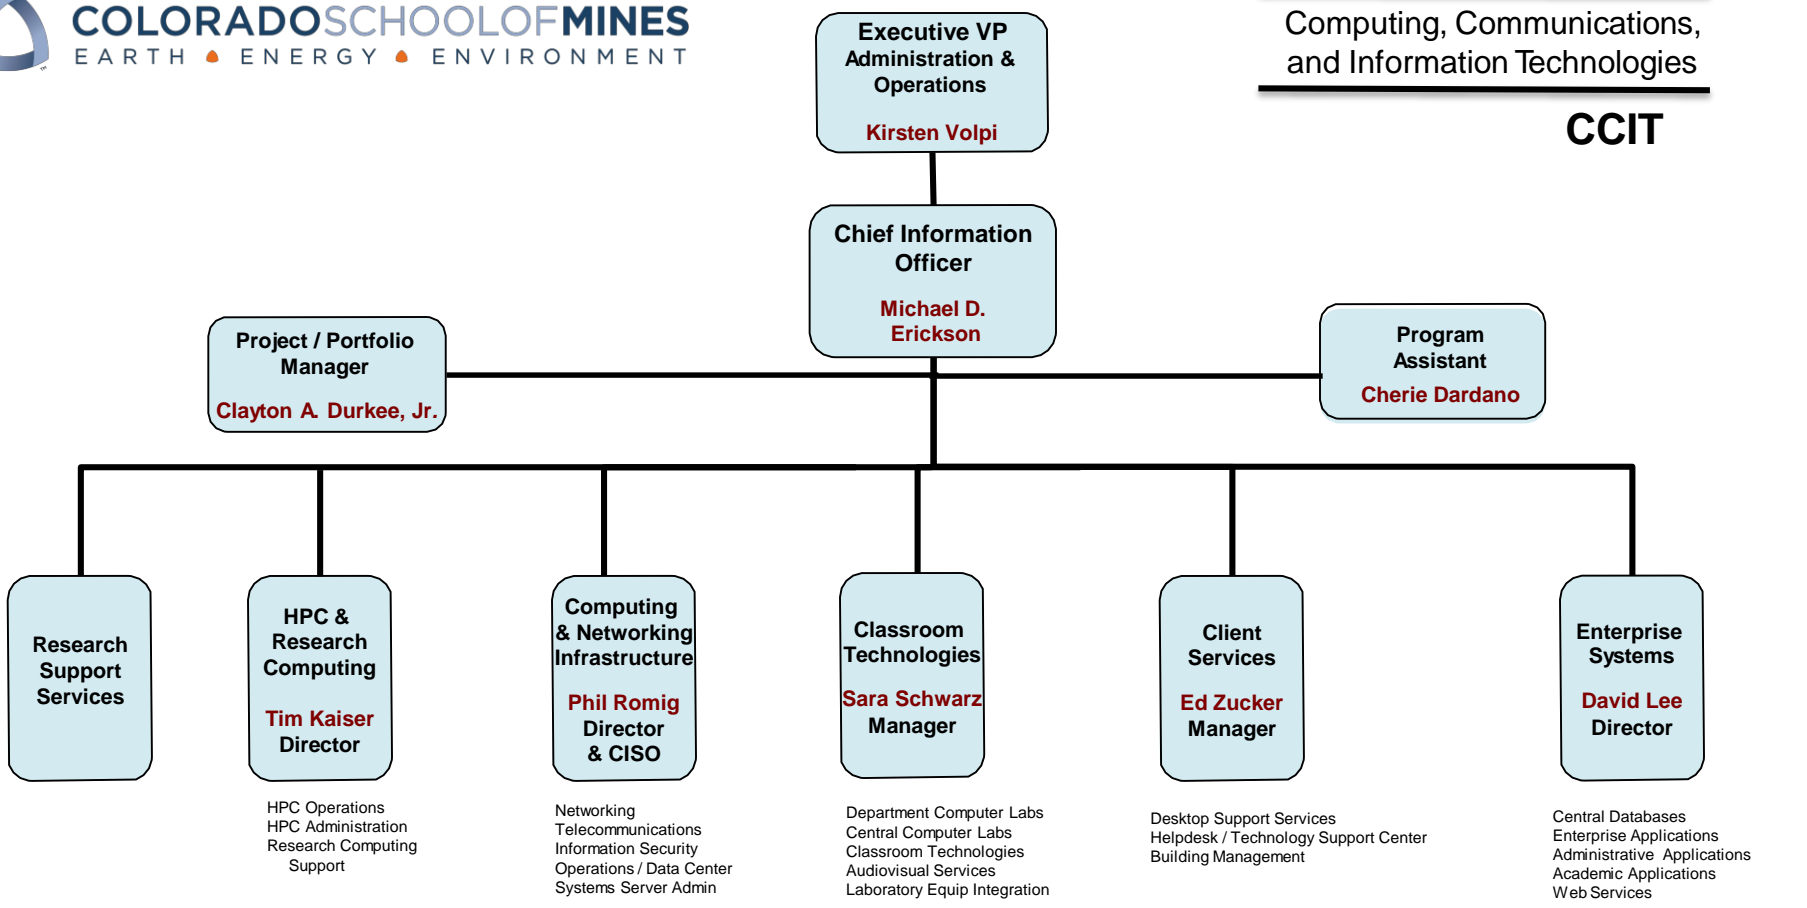 COLORADOSCHOOLOFMINES
EARTH ENERGY ENVIRONMENT
TM
Computing, Communications,
and Information Technologies
CCIT
Executive VP
Administration &
Operations
Kirsten Volpi
Chief Information
Officer
Michael D.
Erickson
Project / Portfolio
Manager
Clayton A. Durkee, Jr.
Program
Assistant
Cherie Dardano
Research
Support
Services
HPC &
Research
Computing
Tim Kaiser
Director
HPC Operations
HPC Administration
Research Computing
Support
Computing
& Networking
Infrastructure
Phil Romig
Director
& CISO
Networking
Telecommunications
Information Security
Operations / Data Center
Systems Server Admin
Classroom
Technologies
Sara Schwarz
Manager
Department Computer Labs
Central Computer Labs
Classroom Technologies
Audiovisual Services
Laboratory Equip Integration
Client
Services
Ed Zucker
Manager
Desktop Support Services
Helpdesk / Technology Support Center
Building Management
Enterprise
Systems
David Lee
Director
Central Databases
Enterprise Applications
Administrative Applications
Academic Applications
Web Services